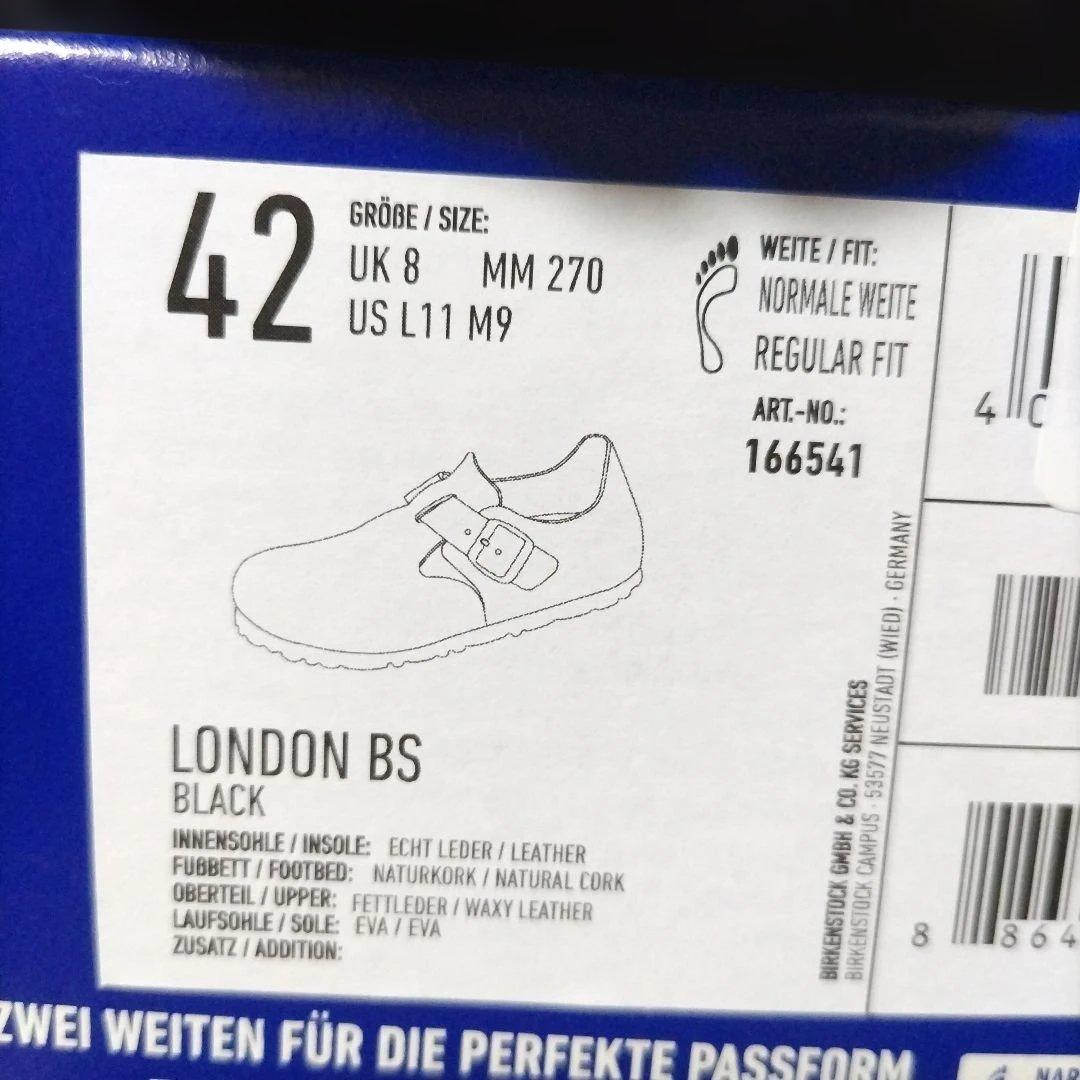 42
GRÖẞE / SIZE:
UK 8 MM 270
US L11 M9
WEITE / FIT:
NORMALE WEITE
REGULAR FIT
ART.-NO.:
166541
LONDON BS
BLACK
INNENSOHLE / INSOLE: ECHT LEDER / LEATHER
FUẞBETT / FOOTBED: NATURKORK / NATURAL CORK
OBERTEIL / UPPER: FETTLEDER / WAXY LEATHER
LAUFSOHLE / SOLE: EVA / EVA
ZUSATZ / ADDITION:
BIRKENSTOCK GMBH & CO. KG SERVICES
BIRKENSTOCK CAMPUS · 53577 NEUSTADT (WIED) · GERMANY
4
8 864
ZWEI WEITEN FÜR DIE PERFEKTE PASSFORM